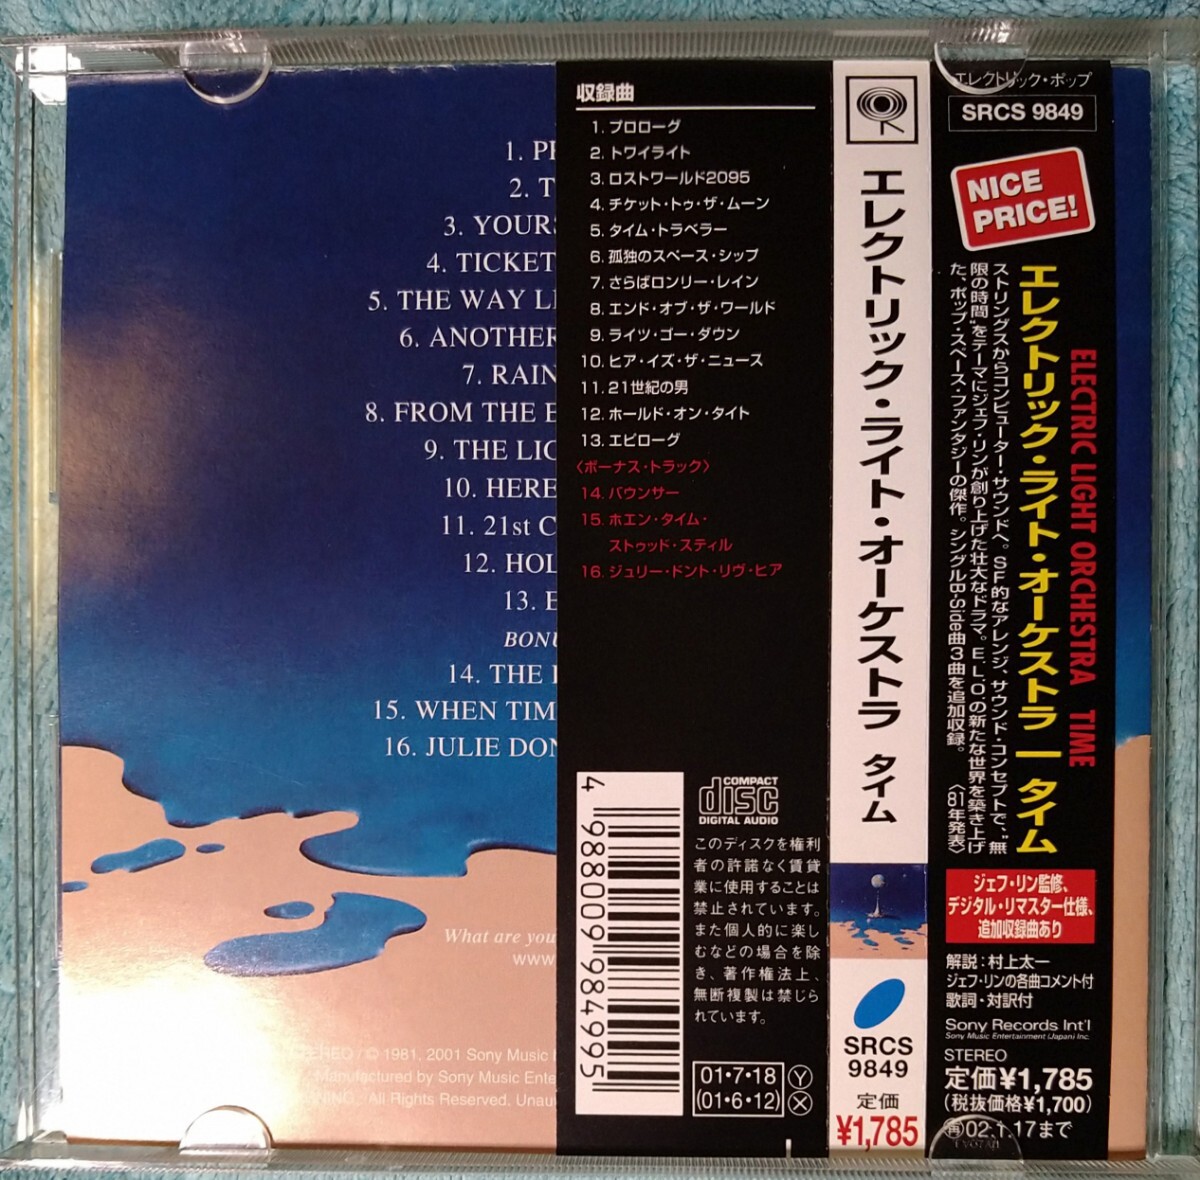 1. PR
2. T
3. YOURS
4. TICKET
5. THE WAY LI
6. ANOTHER
7. RAIN
8. FROM THE E
9. THE LIG
10. HERE
11. 21st C
12. HOL
13. E
BONU
14. THE
15. WHEN TIM
16. JULIE DON
What are you
www.
STEREO / © 1981, 2001 Sony Music
Manufactured by Sony Music Ente
WARNING: All Rights Reserved. Unau
収録曲
1. プロローグ
2. トワイライト
3. ロストワールド2095
4. チケット・トゥ・ザ・ムーン
5. タイム・トラベラー
6. 孤独のスペース・シップ
7. さらばロンリー・レイン
8. エンド・オブ・ザ・ワールド
9. ライツ・ゴー・ダウン
10. ヒア・イズ・ザ・ニュース
11. 21世紀の男
12. ホールド・オン・タイト
13. エピローグ
〈ボーナス・トラック〉
14. バウンサー
15. ホエン・タイム・
ストゥッド・スティル
16. ジュリー・ドント・リヴ・ヒア
4 988009 984995
COMPACT
disc
DIGITAL AUDIO
このディスクを権利
者の許諾なく賃貸
業に使用することは
禁止されています。
また個人的に楽し
むなどの場合を除
き、著作権法上、
無断複製は禁じら
れています。
01・7・18 Y
(01・6・12) X
エレクトリック・ライト・オーケストラ タイム
SRCS
9849
定価
¥1,785
エレクトリック・ポップ
SRCS 9849
NICE
PRICE!
ELECTRIC LIGHT ORCHESTRA TIME
エレクトリック・ライト・オーケストラ | タイム
ストリングスからコンピューター・サウンドへ。SF的なアレンジ、サウンド・コンセプトで、“無
限の時間”をテーマにジェフ・リンが創り上げた壮大なドラマ。E.L.O.の新たな世界を築き上げ
た、ポップ・スペース・ファンタジーの傑作。シングルB-Side曲3曲を追加収録。〈81年発表〉
ジェフ・リン監修、
デジタル・リマスター仕様、
追加収録曲あり
解説：村上太一
ジェフ・リンの各曲コメント付
歌詞・対訳付
Sony Records Int'l
Sony Music Entertainment (Japan) Inc.
STEREO
定価¥1,785
(税抜価格¥1,700)
再02・1・17まで